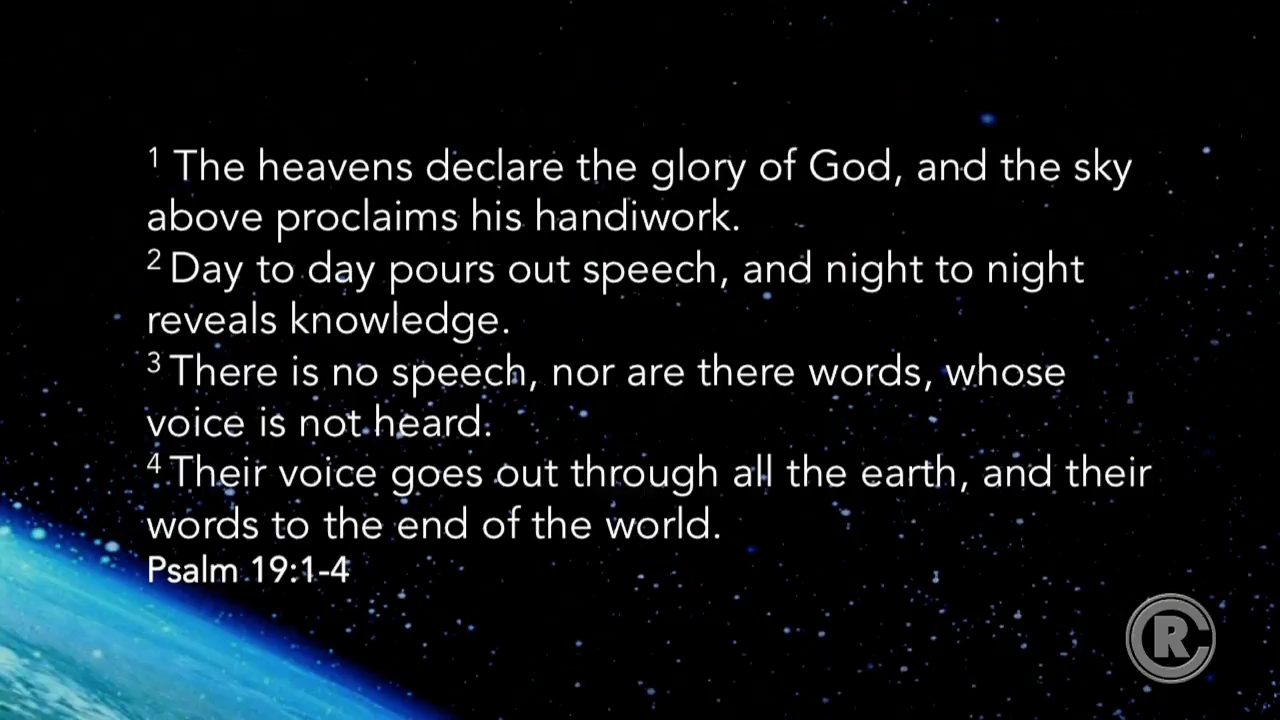 1 The heavens declare the glory of God, and the sky
above proclaims his handiwork.
2 Day to day pours out speech, and night to night
reveals knowledge.
3 There is no speech, nor are there words, whose
voice is not heard.
4 Their voice goes out through all the earth, and their
words to the end of the world.
Psalm 19:1-4
RC